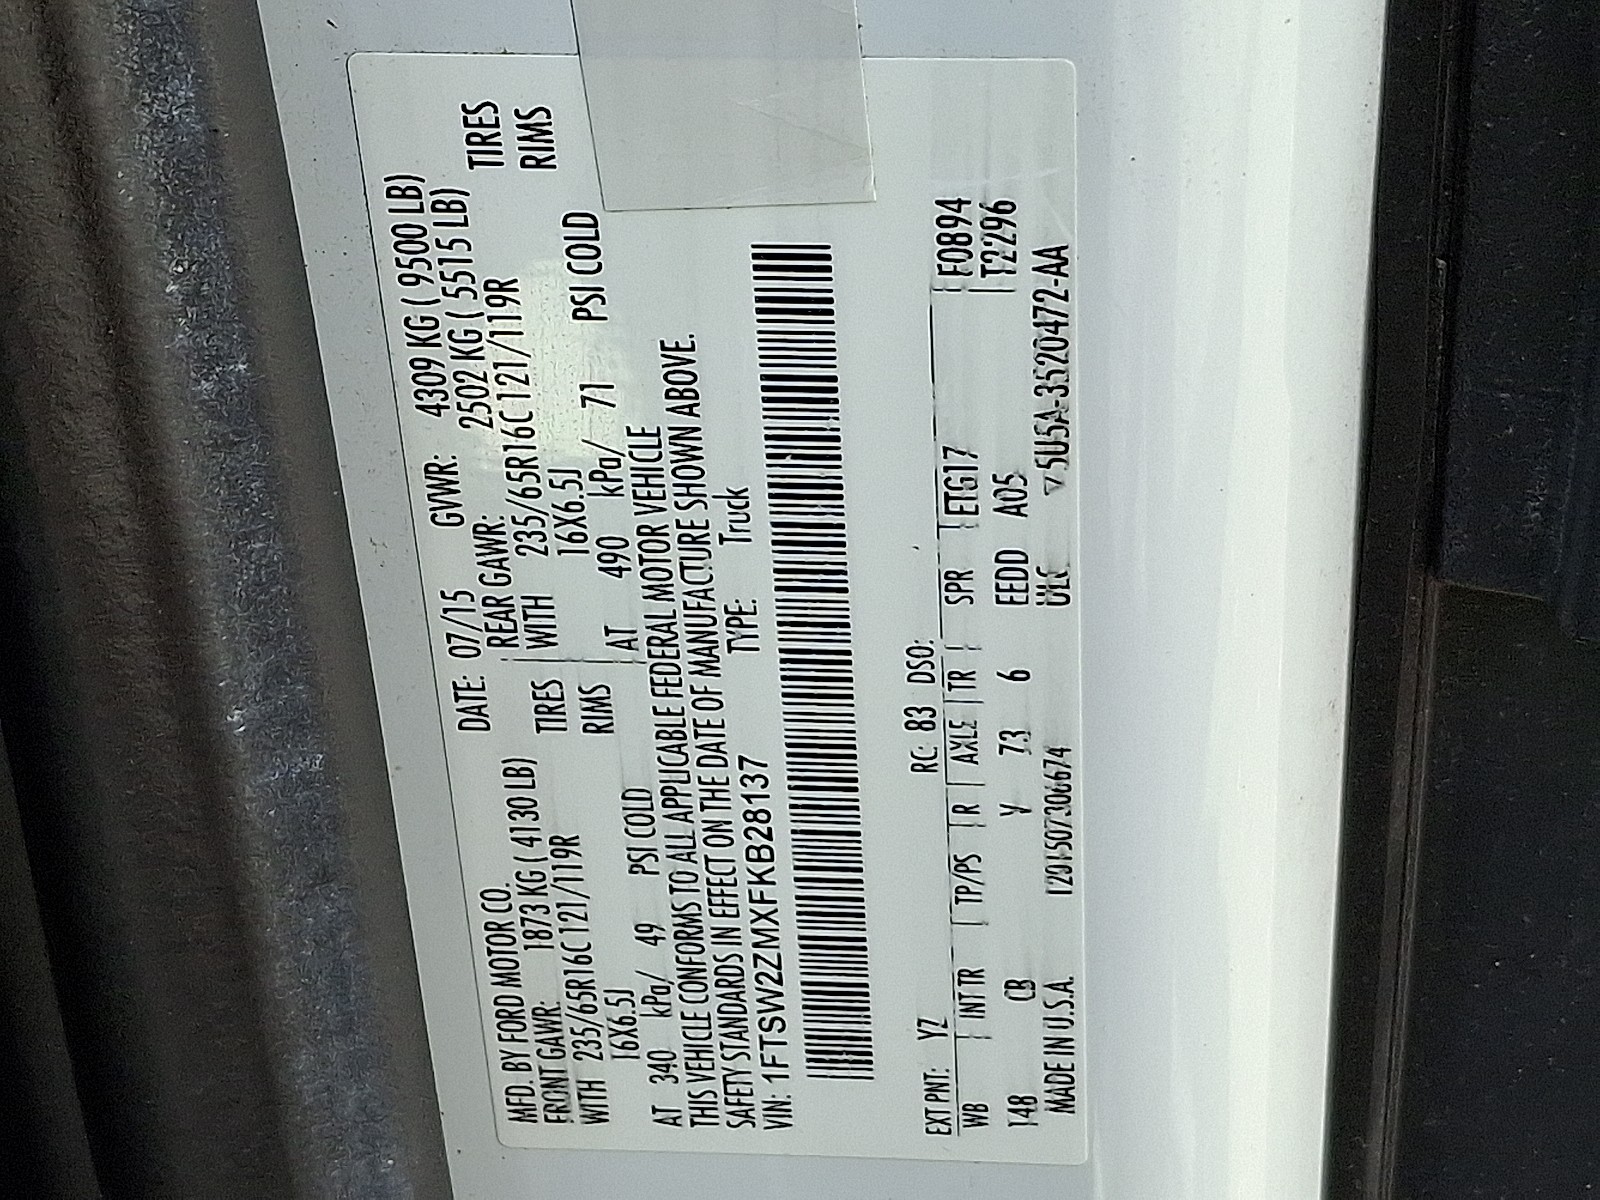 MFD. BY FORD MOTOR CO. DATE: 07/15 GVWR: 4309 KG ( 9500 LB)
FRONT GAWR: 1873 KG ( 4130 LB) REAR GAWR: 2502 KG ( 5515 LB)
WITH 235/65R16C 121/119R TIRES WITH 235/65R16C 121/119R TIRES
16X6.5J RIMS 16X6.5J RIMS
AT 340 kPa/ 49 PSI COLD AT 490 kPa/ 71 PSI COLD
THIS VEHICLE CONFORMS TO ALL APPLICABLE FEDERAL MOTOR VEHICLE
SAFETY STANDARDS IN EFFECT ON THE DATE OF MANUFACTURE SHOWN ABOVE.
VIN: 1FTSW2ZMXFKB28137 TYPE: Truck
EXT PNT: YZ RC: 83 DSO: F0894
WB INT TR TP/PS R AXLE TR SPR ETG17 T2296
148 CB V 73 6 EEDD A05
MADE IN U.S.A. 1201507306674 ULC ▽5U5A-3520472-AA